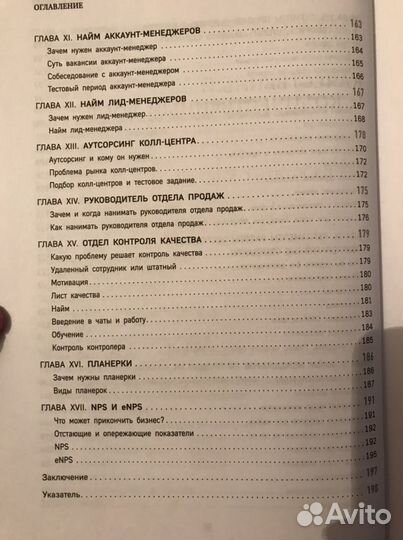 ОГЛАВЛЕНИЕ
ГЛАВА XI. НАЙМ АККАУНТ-МЕНЕДЖЕРОВ 163
Зачем нужен аккаунт-менеджер 163
Суть вакансии аккаунт-менеджера 164
Собеседование с аккаунт-менеджером 165
Тестовый период аккаунт-менеджера 166
ГЛАВА XII. НАЙМ ЛИД-МЕНЕДЖЕРОВ 167
Зачем нужен лид-менеджер 167
Найм лид-менеджера 168
ГЛАВА XIII. АУТСОРСИНГ КОЛЛ-ЦЕНТРА 170
Аутсорсинг и кому он нужен 170
Проблема рынка колл-центров 172
Подбор колл-центров и тестовое задание 172
ГЛАВА XIV. РУКОВОДИТЕЛЬ ОТДЕЛА ПРОДАЖ 175
Зачем и когда нанимать руководителя отдела продаж 175
Как нанимать руководителя отдела продаж 176
ГЛАВА XV. ОТДЕЛ КОНТРОЛЯ КАЧЕСТВА 179
Какую проблему решает контроль качества 179
Удаленный сотрудник или штатный 179
Мотивация 180
Лист качества 180
Найм 181
Введение в чаты и работу 183
Обучение 184
Контроль контролера 185
ГЛАВА XVI. ПЛАНЕРКИ 186
Зачем нужны планерки 186
Виды планерок 187
ГЛАВА XVII. NPS И eNPS 191
Что может прикончить бизнес? 191
Отстающие и опережающие показатели 192
NPS 192
eNPS 195
Заключение 197
Указатель 198
Avito